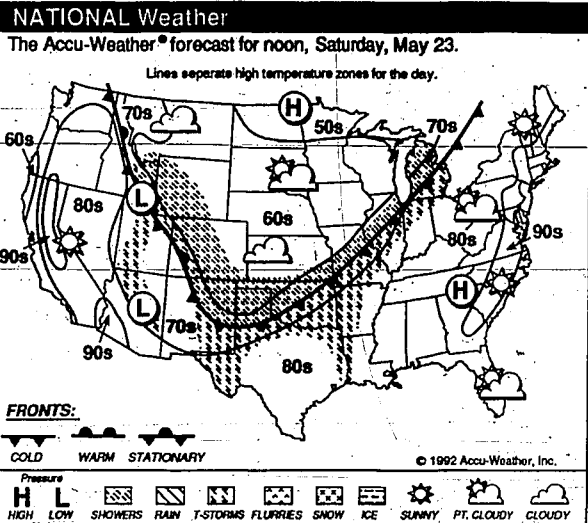 NATIONAL Weather
The Accu-Weather® forecast for noon, Saturday, May 23.
Lines separate high temperature zones for the day.
70s
H
50s
70s
60s
L
80s
60s
80s
90s
90s
H
L
70s
90s
80s
FRONTS:
COLD WARM STATIONARY
© 1992 Accu-Weather, Inc.
Pressure
H L
HIGH LOW SHOWERS RAIN T-STORMS FLURRIES SNOW ICE SUNNY PT. CLOUDY CLOUDY